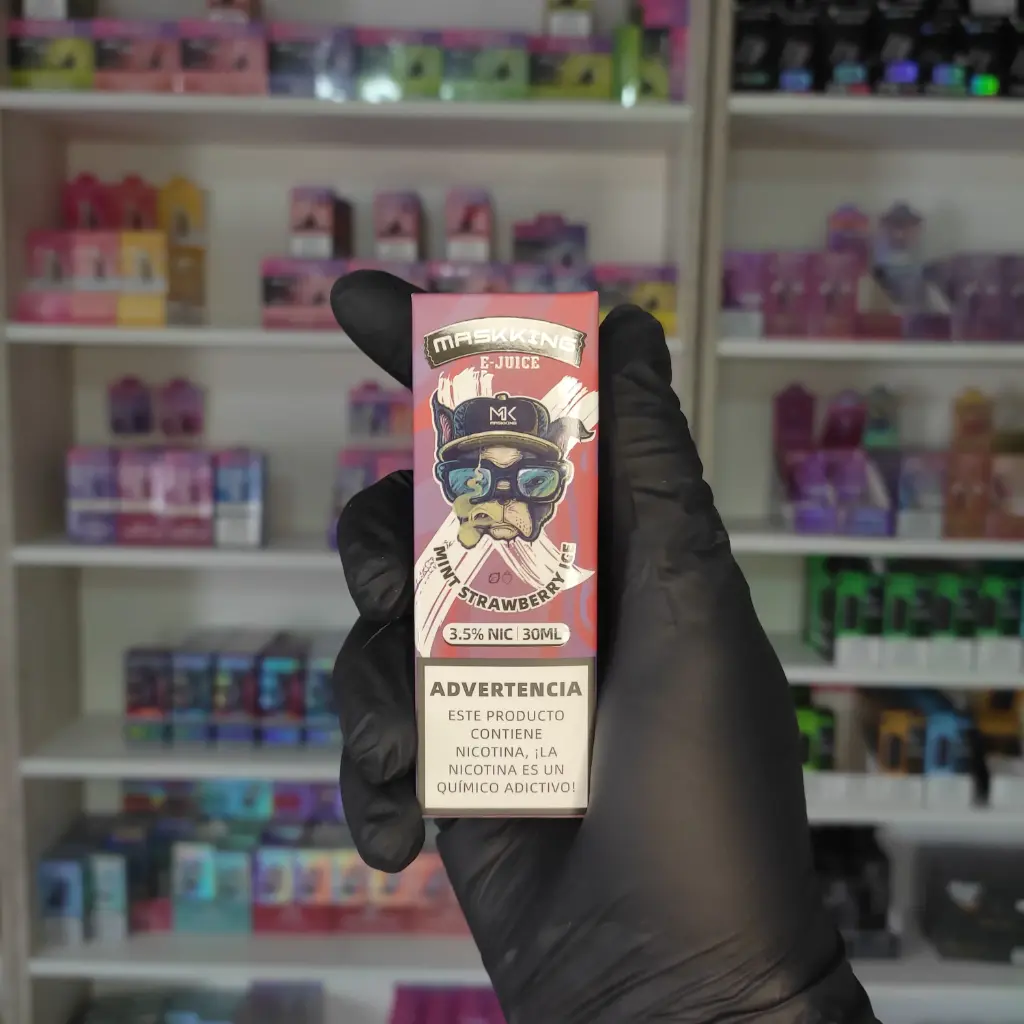 MASKKING
E-JUICE
MK
MASKKING
MINT STRAWBERRY ICE
3.5% NIC | 30ML
ADVERTENCIA
ESTE PRODUCTO
CONTIENE
NICOTINA, ¡LA
NICOTINA ES UN
QUÍMICO ADICTIVO!